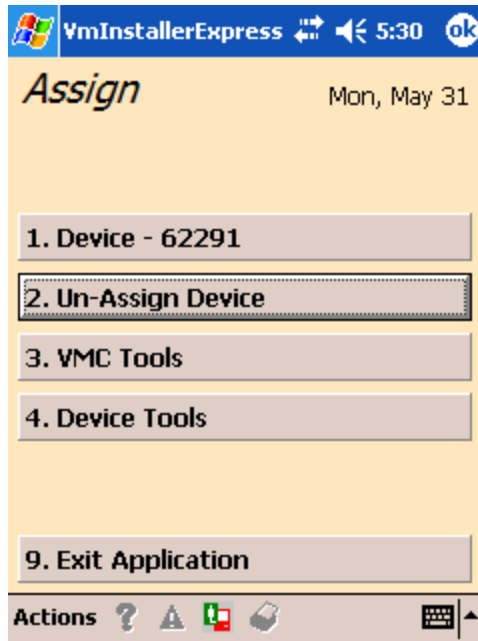 VmInstallerExpress 5:30 ok
Assign
Mon, May 31
1. Device - 62291
2. Un-Assign Device
3. VMC Tools
4. Device Tools
9. Exit Application
Actions